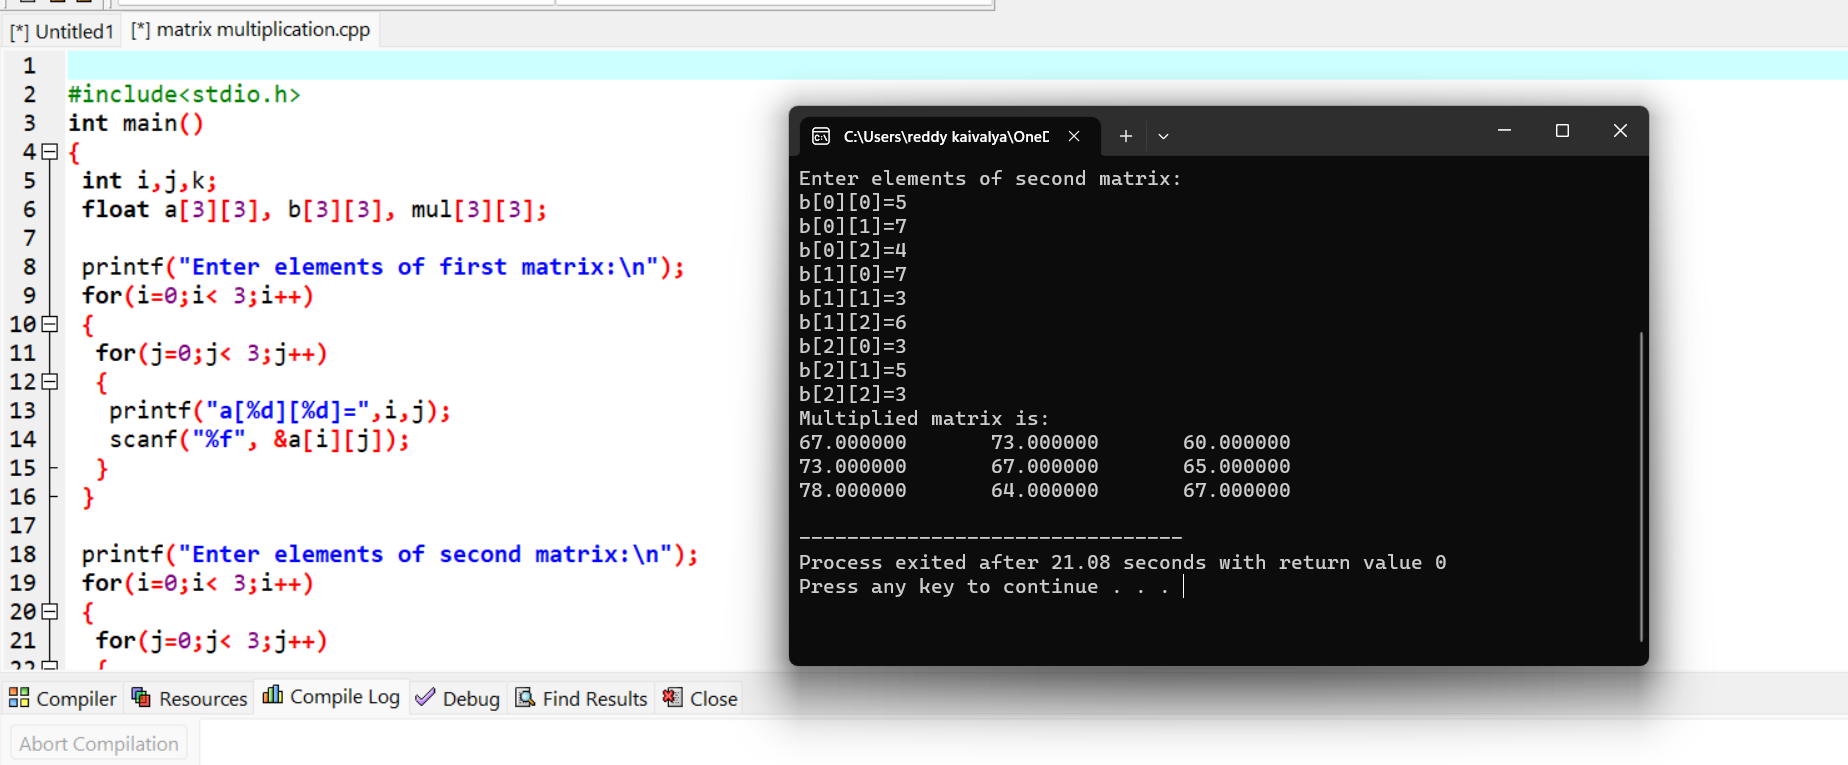 [*] Untitled1 [*] matrix multiplication.cpp
1
2 #include<stdio.h>
3 int main()
4 {
5 int i,j,k;
6 float a[3][3], b[3][3], mul[3][3];
7
8 printf("Enter elements of first matrix:\n");
9 for(i=0;i< 3;i++)
10 {
11 for(j=0;j< 3;j++)
12 {
13 printf("a[%d][%d]=",i,j);
14 scanf("%f", &a[i][j]);
15 }
16 }
17
18 printf("Enter elements of second matrix:\n");
19 for(i=0;i< 3;i++)
20 {
21 for(j=0;j< 3;j++)
22 {
C:\Users\reddy kaivalya\OneD
Enter elements of second matrix:
b[0][0]=5
b[0][1]=7
b[0][2]=4
b[1][0]=7
b[1][1]=3
b[1][2]=6
b[2][0]=3
b[2][1]=5
b[2][2]=3
Multiplied matrix is:
67.000000 73.000000 60.000000
73.000000 67.000000 65.000000
78.000000 64.000000 67.000000
--------------------------------
Process exited after 21.08 seconds with return value 0
Press any key to continue . . .
Compiler Resources Compile Log Debug Find Results Close
Abort Compilation